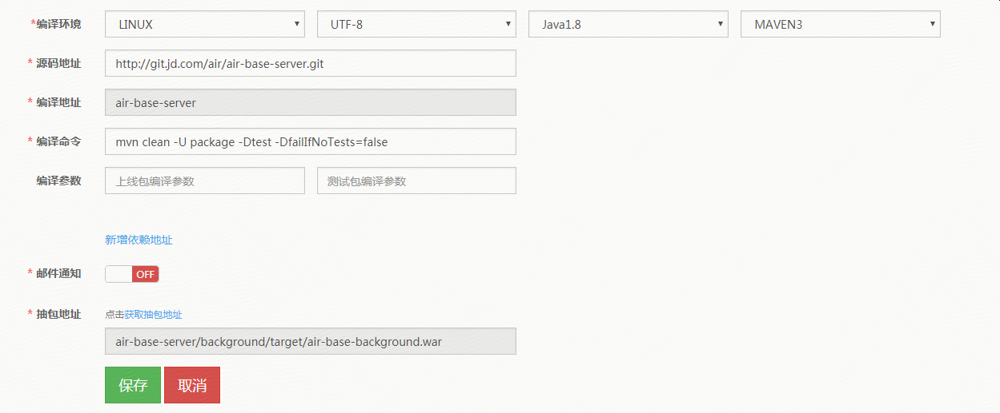 *编译环境 LINUX UTF-8 Java1.8 MAVEN3
* 源码地址 http://git.jd.com/air/air-base-server.git
* 编译地址 air-base-server
* 编译命令 mvn clean -U package -Dtest -DfailIfNoTests=false
编译参数 上线包编译参数 测试包编译参数
新增依赖地址
* 邮件通知 OFF
* 抽包地址 点击获取抽包地址
air-base-server/background/target/air-base-background.war
保存 取消